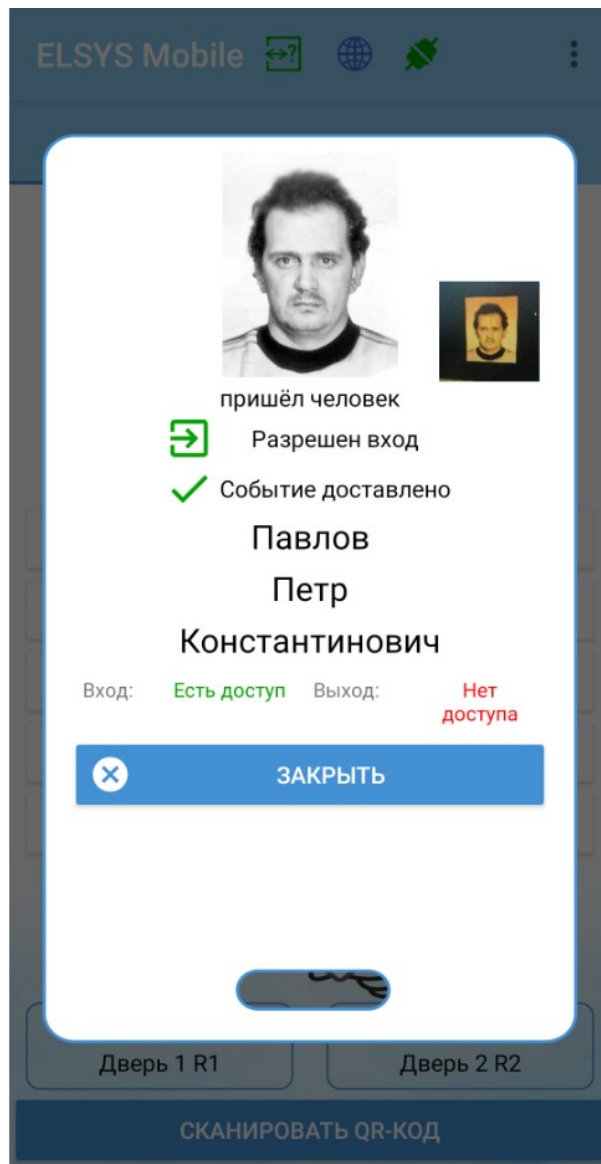 ELSYS Mobile
пришёл человек
Разрешен вход
Событие доставлено
Павлов
Петр
Константинович
Вход: Есть доступ Выход: Нет
доступа
ЗАКРЫТЬ
Дверь 1 R1 Дверь 2 R2
СКАНИРОВАТЬ QR-КОД